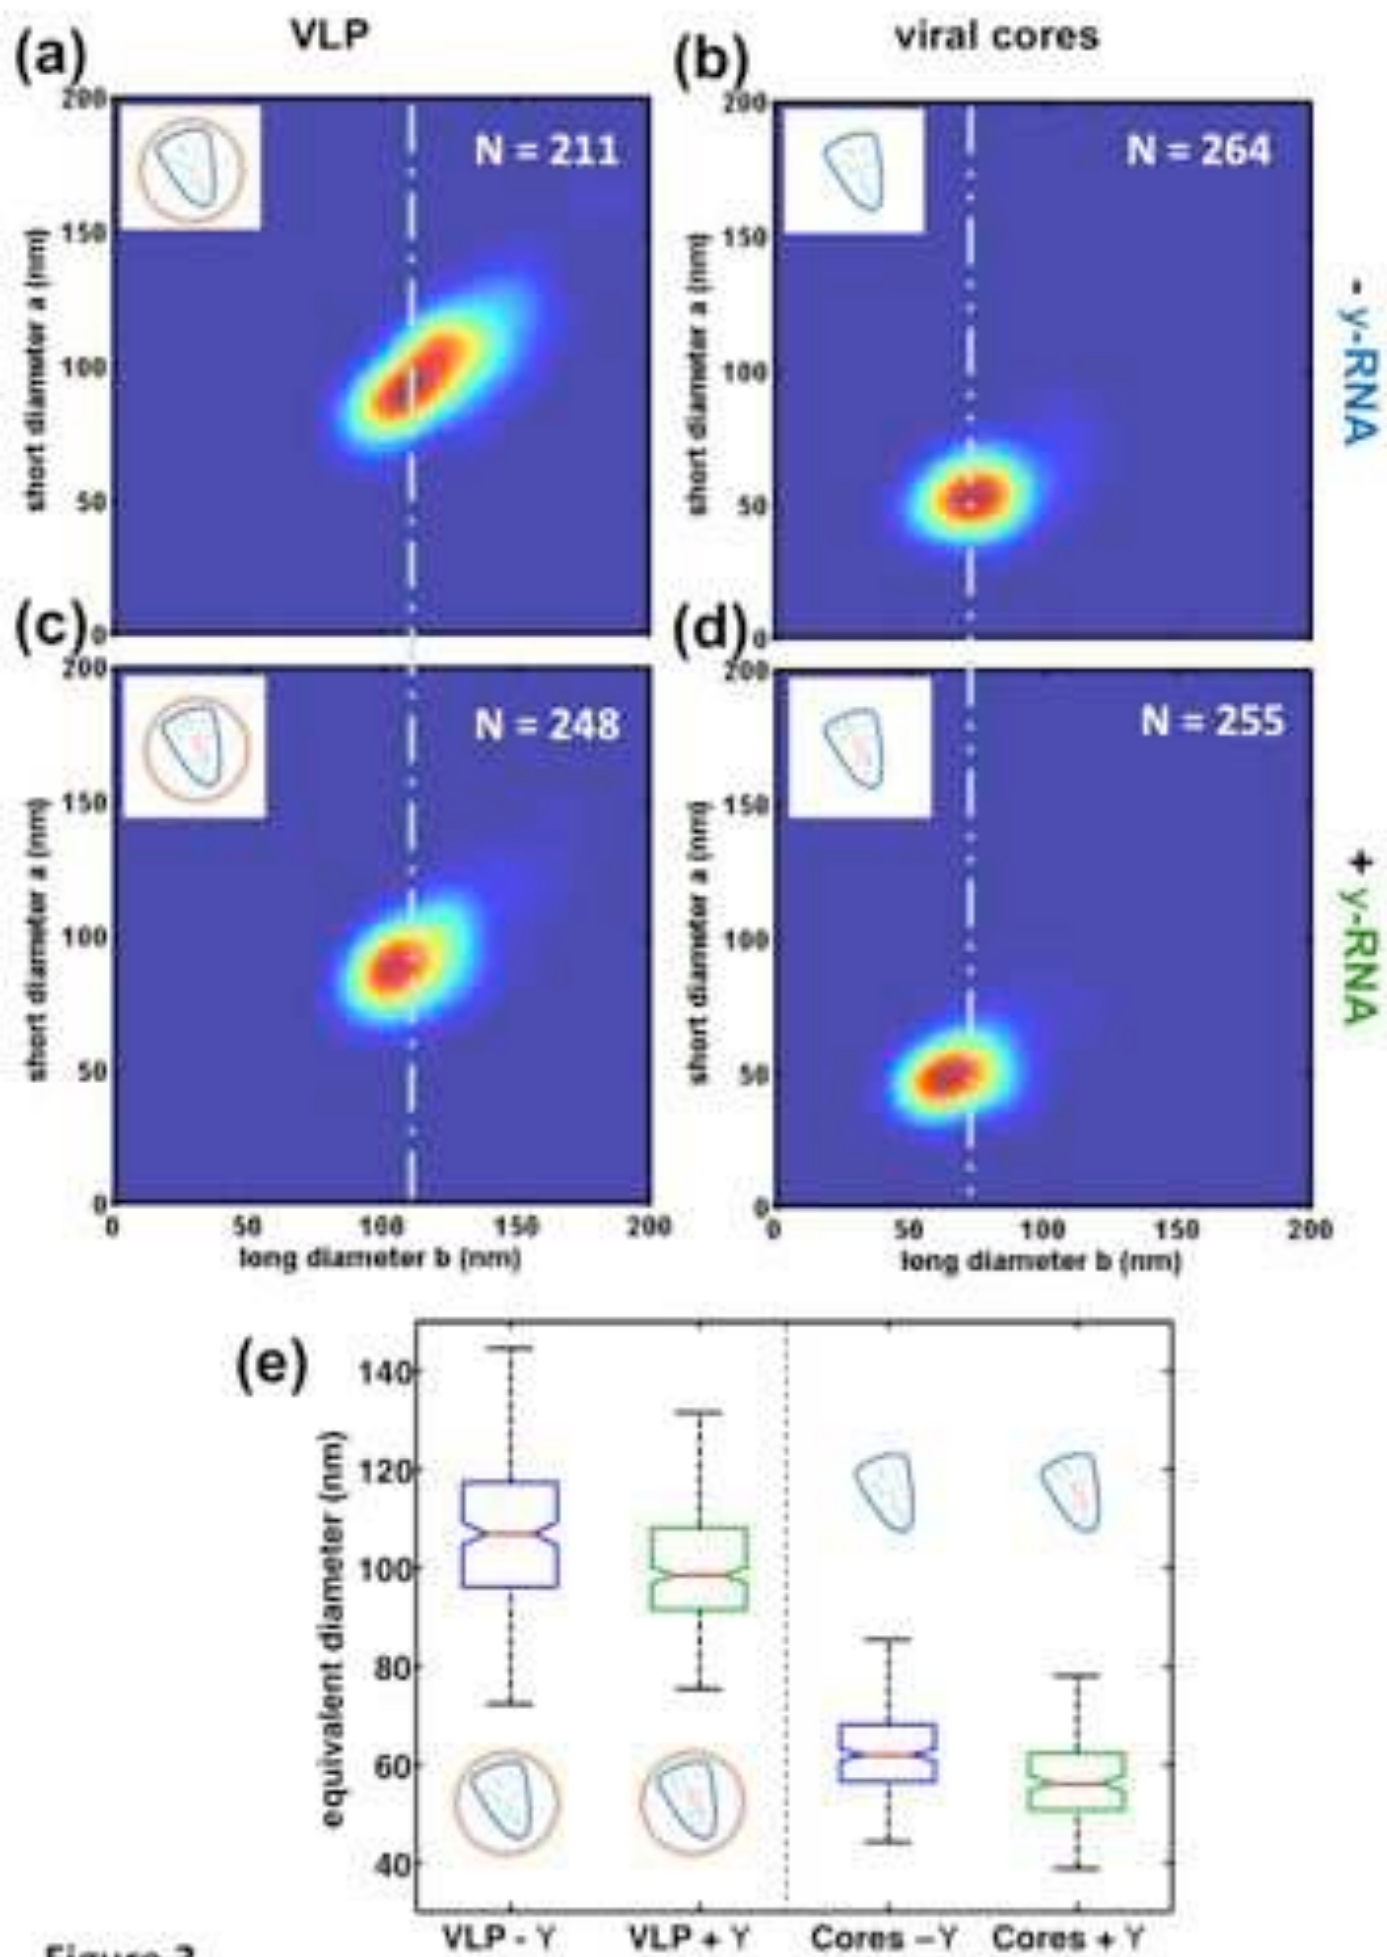 VLP
viral cores
(a)
200
150
100
50
0
short diameter a (nm)
N = 211
(b)
200
150
100
50
0
short diameter a (nm)
N = 264
- y-RNA
(c)
200
150
100
50
0
short diameter a (nm)
N = 248
0 50 100 150 200
long diameter b (nm)
(d)
200
150
100
50
0
short diameter a (nm)
N = 255
0 50 100 150 200
long diameter b (nm)
+ y-RNA
(e)
140
120
100
80
60
40
equivalent diameter (nm)
VLP - Y VLP + Y Cores –Y Cores + Y